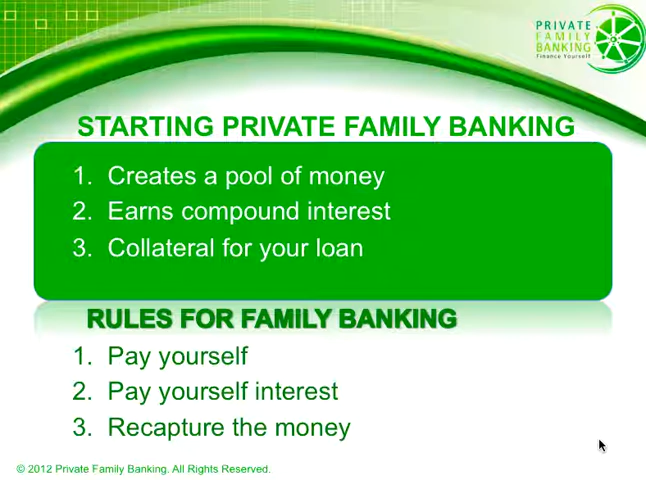 PRIVATE
FAMILY
BANKING
Finance Yourself
STARTING PRIVATE FAMILY BANKING
1. Creates a pool of money
2. Earns compound interest
3. Collateral for your loan
RULES FOR FAMILY BANKING
1. Pay yourself
2. Pay yourself interest
3. Recapture the money
© 2012 Private Family Banking. All Rights Reserved.